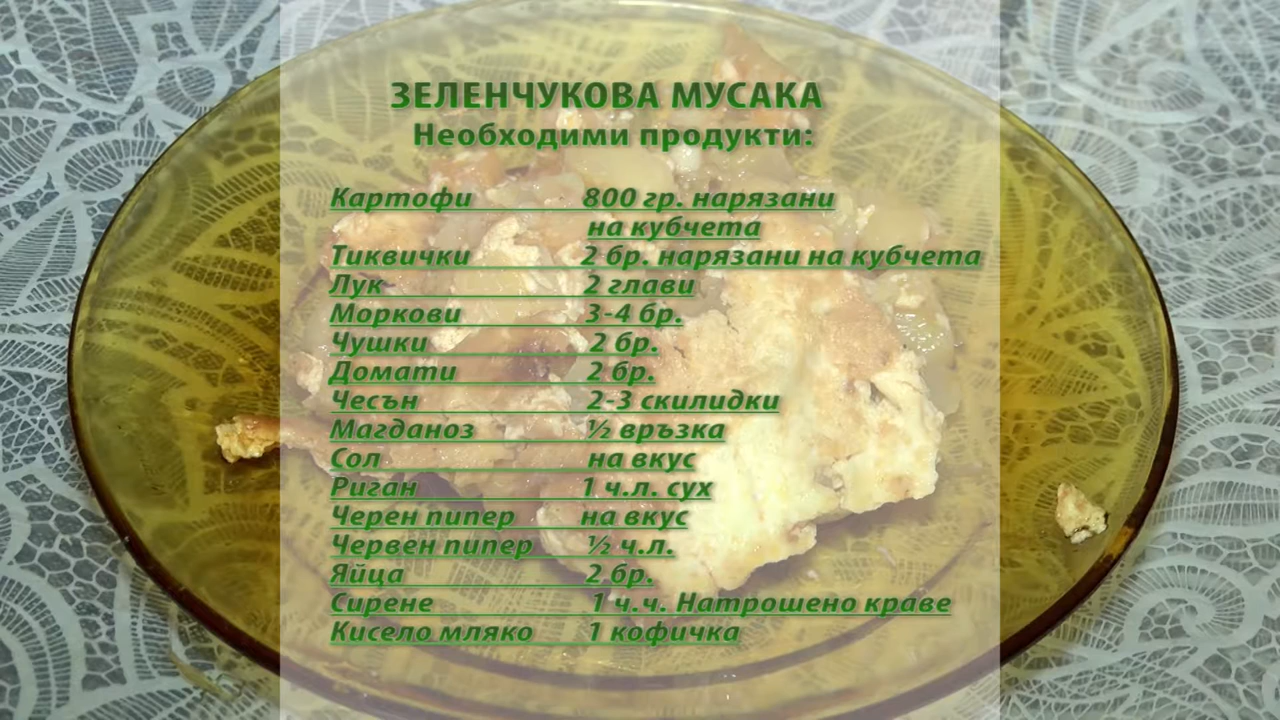 ЗЕЛЕНЧУКОВА МУСАКА
Необходими продукти:
Картофи 800 гр. нарязани
на кубчета
Тиквички 2 бр. нарязани на кубчета
Лук 2 глави
Моркови 3-4 бр.
Чушки 2 бр.
Домати 2 бр.
Чесън 2-3 скилидки
Магданоз ½ връзка
Сол на вкус
Риган 1 ч.л. сух
Черен пипер на вкус
Червен пипер ½ ч.л.
Яйца 2 бр.
Сирене 1 ч.ч. Натрошено краве
Кисело мляко 1 кофичка